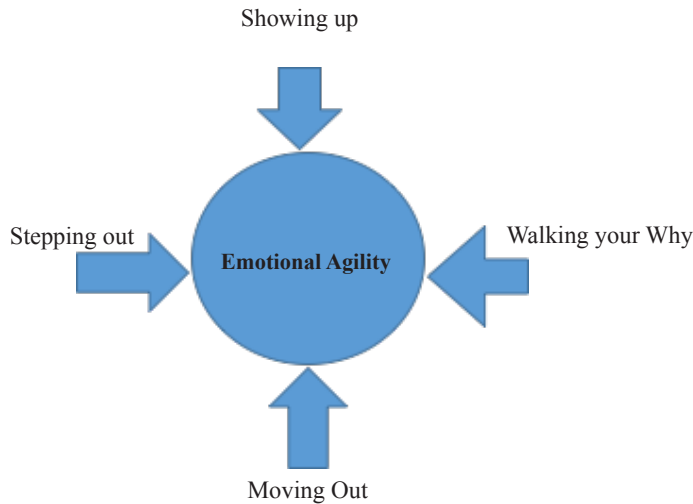 Showing up
Stepping out
Walking your Why
Emotional Agility
Moving Out